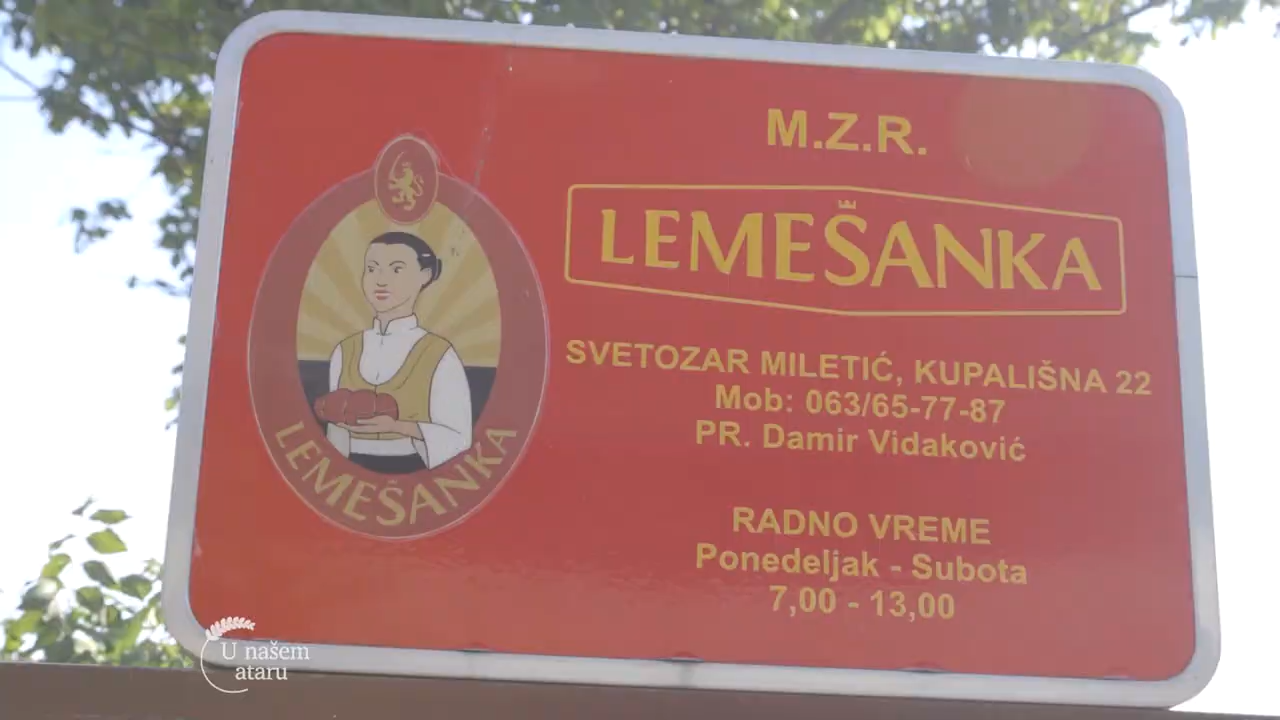 M.Z.R.
LEMEŠANKA
SVETOZAR MILETIĆ, KUPALIŠNA 22
Mob: 063/65-77-87
PR. Damir Vidaković
RADNO VREME
Ponedeljak - Subota
7,00 - 13,00
LEMEŠANKA
U našem
ataru